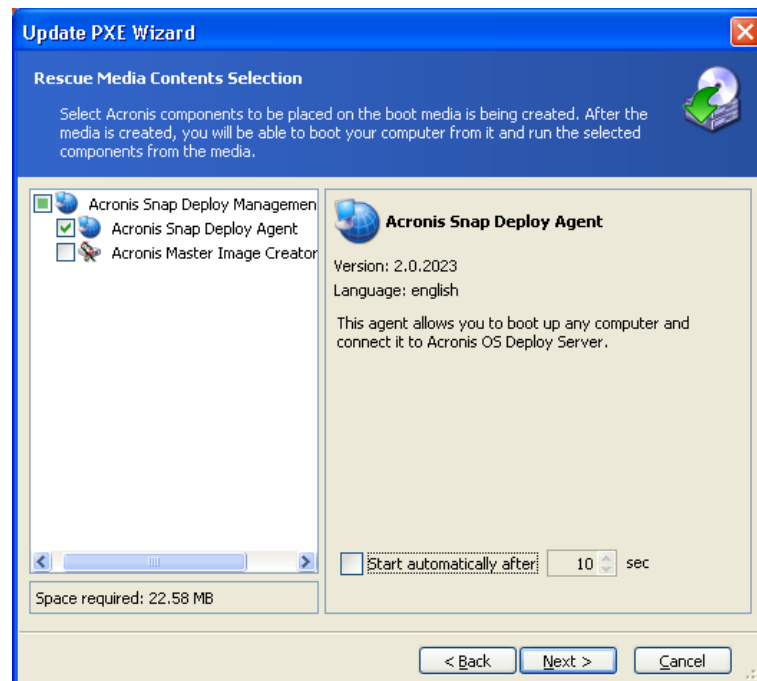 Update PXE Wizard
Rescue Media Contents Selection
Select Acronis components to be placed on the boot media is being created. After the
media is created, you will be able to boot your computer from it and run the selected
components from the media.
Acronis Snap Deploy Managemen
Acronis Snap Deploy Agent
Acronis Master Image Creator
Space required: 22.58 MB
Acronis Snap Deploy Agent
Version: 2.0.2023
Language: english
This agent allows you to boot up any computer and
connect it to Acronis OS Deploy Server.
Start automatically after 10 sec
< Back Next > Cancel